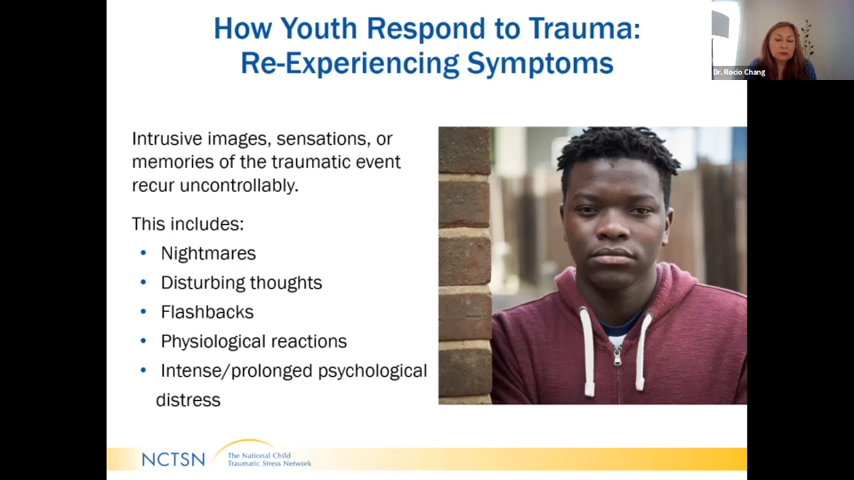 How Youth Respond to Trauma:
Re-Experiencing Symptoms
Dr. Rocio Chang
Intrusive images, sensations, or
memories of the traumatic event
recur uncontrollably.
This includes:
• Nightmares
• Disturbing thoughts
• Flashbacks
• Physiological reactions
• Intense/prolonged psychological
distress
NCTSN
The National Child
Traumatic Stress Network